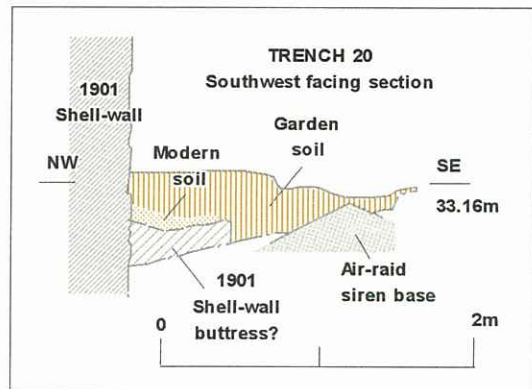 TRENCH 20
Southwest facing section
1901
Shell-wall
Garden
soil
NW
Modern
soil
SE
33.16m
1901
Shell-wall
buttress?
Air-raid
siren base
0
2m